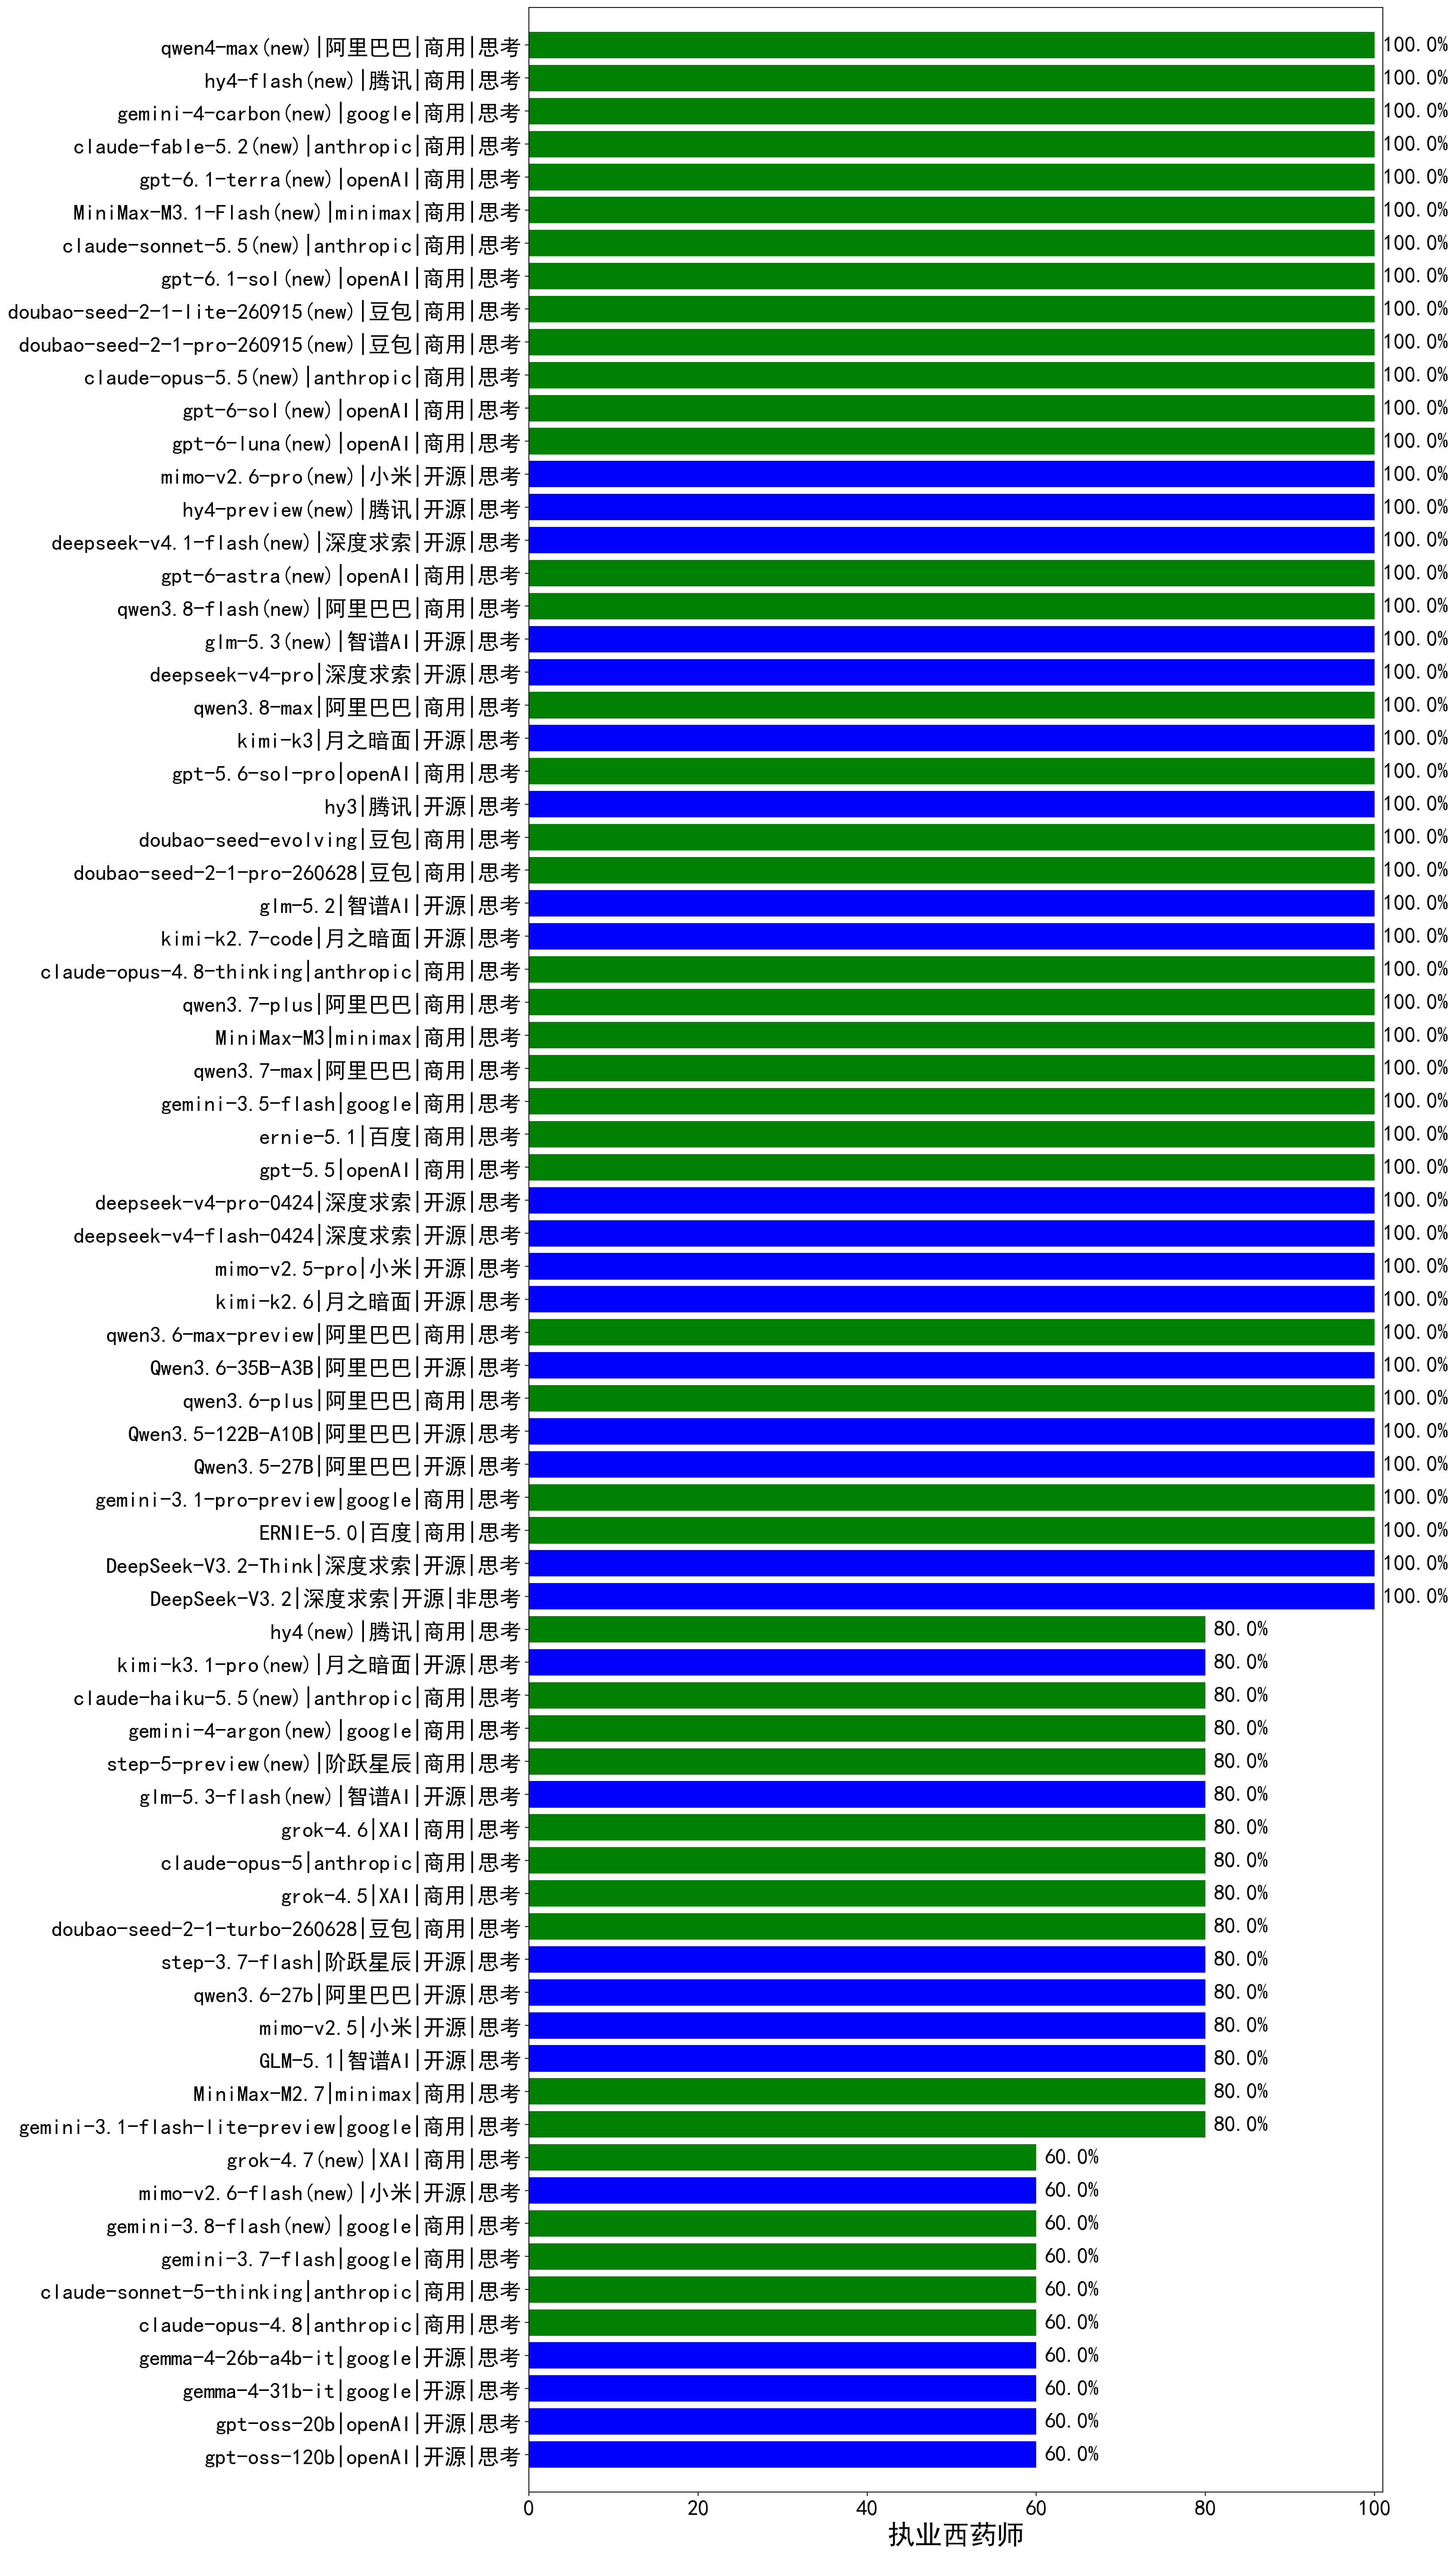 qwen4-max(new)|阿里巴巴|商用|思考 100.0%
hy4-flash(new)|腾讯|商用|思考 100.0%
gemini-4-carbon(new)|google|商用|思考 100.0%
claude-fable-5.2(new)|anthropic|商用|思考 100.0%
gpt-6.1-terra(new)|openAI|商用|思考 100.0%
MiniMax-M3.1-Flash(new)|minimax|商用|思考 100.0%
claude-sonnet-5.5(new)|anthropic|商用|思考 100.0%
gpt-6.1-sol(new)|openAI|商用|思考 100.0%
doubao-seed-2-1-lite-260915(new)|豆包|商用|思考 100.0%
doubao-seed-2-1-pro-260915(new)|豆包|商用|思考 100.0%
claude-opus-5.5(new)|anthropic|商用|思考 100.0%
gpt-6-sol(new)|openAI|商用|思考 100.0%
gpt-6-luna(new)|openAI|商用|思考 100.0%
mimo-v2.6-pro(new)|小米|开源|思考 100.0%
hy4-preview(new)|腾讯|开源|思考 100.0%
deepseek-v4.1-flash(new)|深度求索|开源|思考 100.0%
gpt-6-astra(new)|openAI|商用|思考 100.0%
qwen3.8-flash(new)|阿里巴巴|商用|思考 100.0%
glm-5.3(new)|智谱AI|开源|思考 100.0%
deepseek-v4-pro|深度求索|开源|思考 100.0%
qwen3.8-max|阿里巴巴|商用|思考 100.0%
kimi-k3|月之暗面|开源|思考 100.0%
gpt-5.6-sol-pro|openAI|商用|思考 100.0%
hy3|腾讯|开源|思考 100.0%
doubao-seed-evolving|豆包|商用|思考 100.0%
doubao-seed-2-1-pro-260628|豆包|商用|思考 100.0%
glm-5.2|智谱AI|开源|思考 100.0%
kimi-k2.7-code|月之暗面|开源|思考 100.0%
claude-opus-4.8-thinking|anthropic|商用|思考 100.0%
qwen3.7-plus|阿里巴巴|商用|思考 100.0%
MiniMax-M3|minimax|商用|思考 100.0%
qwen3.7-max|阿里巴巴|商用|思考 100.0%
gemini-3.5-flash|google|商用|思考 100.0%
ernie-5.1|百度|商用|思考 100.0%
gpt-5.5|openAI|商用|思考 100.0%
deepseek-v4-pro-0424|深度求索|开源|思考 100.0%
deepseek-v4-flash-0424|深度求索|开源|思考 100.0%
mimo-v2.5-pro|小米|开源|思考 100.0%
kimi-k2.6|月之暗面|开源|思考 100.0%
qwen3.6-max-preview|阿里巴巴|商用|思考 100.0%
Qwen3.6-35B-A3B|阿里巴巴|开源|思考 100.0%
qwen3.6-plus|阿里巴巴|商用|思考 100.0%
Qwen3.5-122B-A10B|阿里巴巴|开源|思考 100.0%
Qwen3.5-27B|阿里巴巴|开源|思考 100.0%
gemini-3.1-pro-preview|google|商用|思考 100.0%
ERNIE-5.0|百度|商用|思考 100.0%
DeepSeek-V3.2-Think|深度求索|开源|思考 100.0%
DeepSeek-V3.2|深度求索|开源|非思考 100.0%
hy4(new)|腾讯|商用|思考 80.0%
kimi-k3.1-pro(new)|月之暗面|开源|思考 80.0%
claude-haiku-5.5(new)|anthropic|商用|思考 80.0%
gemini-4-argon(new)|google|商用|思考 80.0%
step-5-preview(new)|阶跃星辰|商用|思考 80.0%
glm-5.3-flash(new)|智谱AI|开源|思考 80.0%
grok-4.6|XAI|商用|思考 80.0%
claude-opus-5|anthropic|商用|思考 80.0%
grok-4.5|XAI|商用|思考 80.0%
doubao-seed-2-1-turbo-260628|豆包|商用|思考 80.0%
step-3.7-flash|阶跃星辰|开源|思考 80.0%
qwen3.6-27b|阿里巴巴|开源|思考 80.0%
mimo-v2.5|小米|开源|思考 80.0%
GLM-5.1|智谱AI|开源|思考 80.0%
MiniMax-M2.7|minimax|商用|思考 80.0%
gemini-3.1-flash-lite-preview|google|商用|思考 80.0%
grok-4.7(new)|XAI|商用|思考 60.0%
mimo-v2.6-flash(new)|小米|开源|思考 60.0%
gemini-3.8-flash(new)|google|商用|思考 60.0%
gemini-3.7-flash|google|商用|思考 60.0%
claude-sonnet-5-thinking|anthropic|商用|思考 60.0%
claude-opus-4.8|anthropic|商用|思考 60.0%
gemma-4-26b-a4b-it|google|开源|思考 60.0%
gemma-4-31b-it|google|开源|思考 60.0%
gpt-oss-20b|openAI|开源|思考 60.0%
gpt-oss-120b|openAI|开源|思考 60.0%
0 20 40 60 80 100
执业西药师